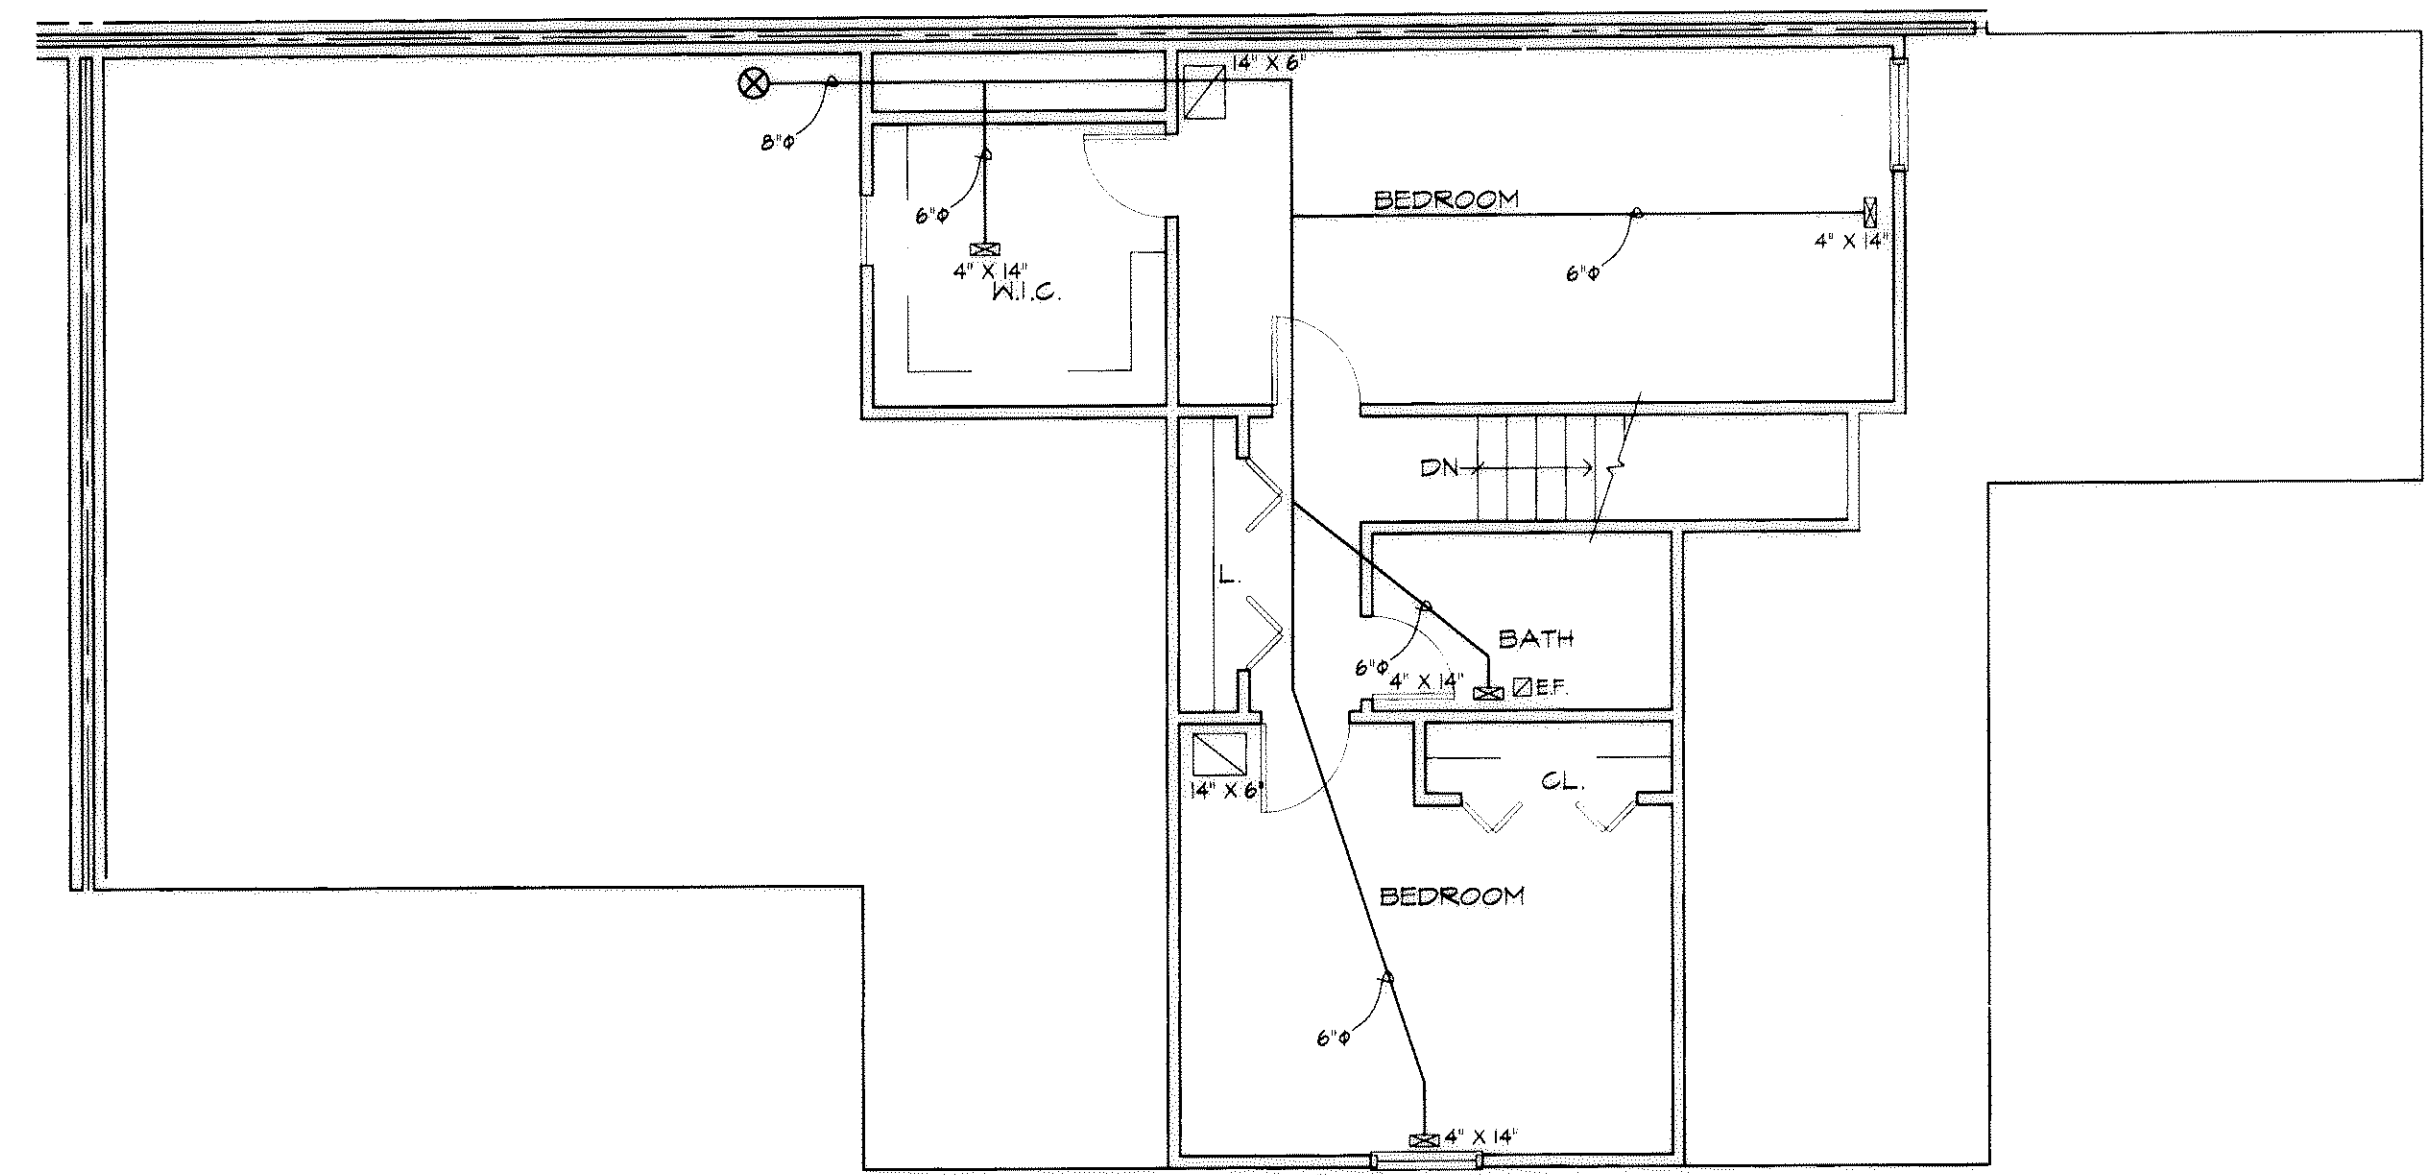 14" X 6"
8"φ
6"φ
BEDROOM
4" X 14"
4" X 14"
6"φ
W.I.C.
DN
L.
BATH
6"φ
4" X 14"
E.F.
14" X 6"
CL.
BEDROOM
6"φ
4" X 14"